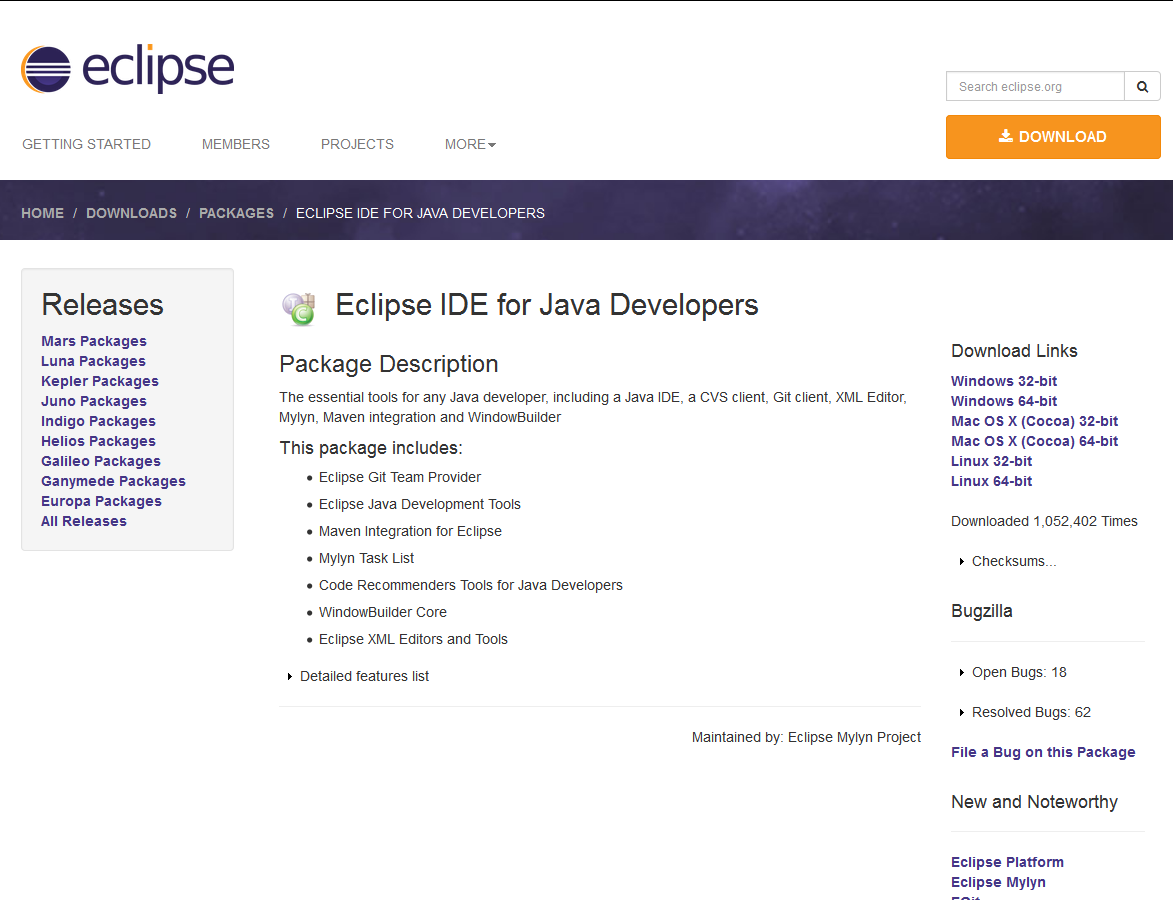 eclipse
Search eclipse.org
DOWNLOAD
GETTING STARTED
MEMBERS
PROJECTS
MORE
HOME / DOWNLOADS / PACKAGES / ECLIPSE IDE FOR JAVA DEVELOPERS
Releases
Mars Packages
Luna Packages
Kepler Packages
Juno Packages
Indigo Packages
Helios Packages
Galileo Packages
Ganymede Packages
Europa Packages
All Releases
Eclipse IDE for Java Developers
Package Description
The essential tools for any Java developer, including a Java IDE, a CVS client, Git client, XML Editor,
Mylyn, Maven integration and WindowBuilder
This package includes:
Eclipse Git Team Provider
Eclipse Java Development Tools
Maven Integration for Eclipse
Mylyn Task List
Code Recommenders Tools for Java Developers
WindowBuilder Core
Eclipse XML Editors and Tools
Detailed features list
Maintained by: Eclipse Mylyn Project
Download Links
Windows 32-bit
Windows 64-bit
Mac OS X (Cocoa) 32-bit
Mac OS X (Cocoa) 64-bit
Linux 32-bit
Linux 64-bit
Downloaded 1,052,402 Times
Checksums...
Bugzilla
Open Bugs: 18
Resolved Bugs: 62
File a Bug on this Package
New and Noteworthy
Eclipse Platform
Eclipse Mylyn